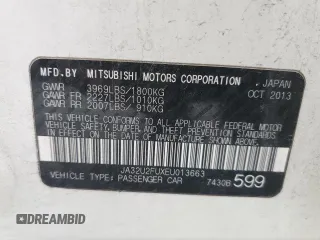 MFD.BY MITSUBISHI MOTORS CORPORATION , JAPAN
GVWR 3969LBS/1800KG OCT 2013
GAWR FR 2227LBS/1010KG
GAWR RR 2007LBS/ 910KG
THIS VEHICLE CONFORMS TO ALL APPLICABLE
FEDERAL MOTOR VEHICLE SAFETY, BUMPER,
AND THEFT PREVENTION STANDARDS IN EFFECT
ON THE DATE OF MANUFACTURE SHOWN ABOVE.
JA32U2FUXEU013663
VEHICLE TYPE: PASSENGER CAR 7430B 599
AUTOBIDMASTER